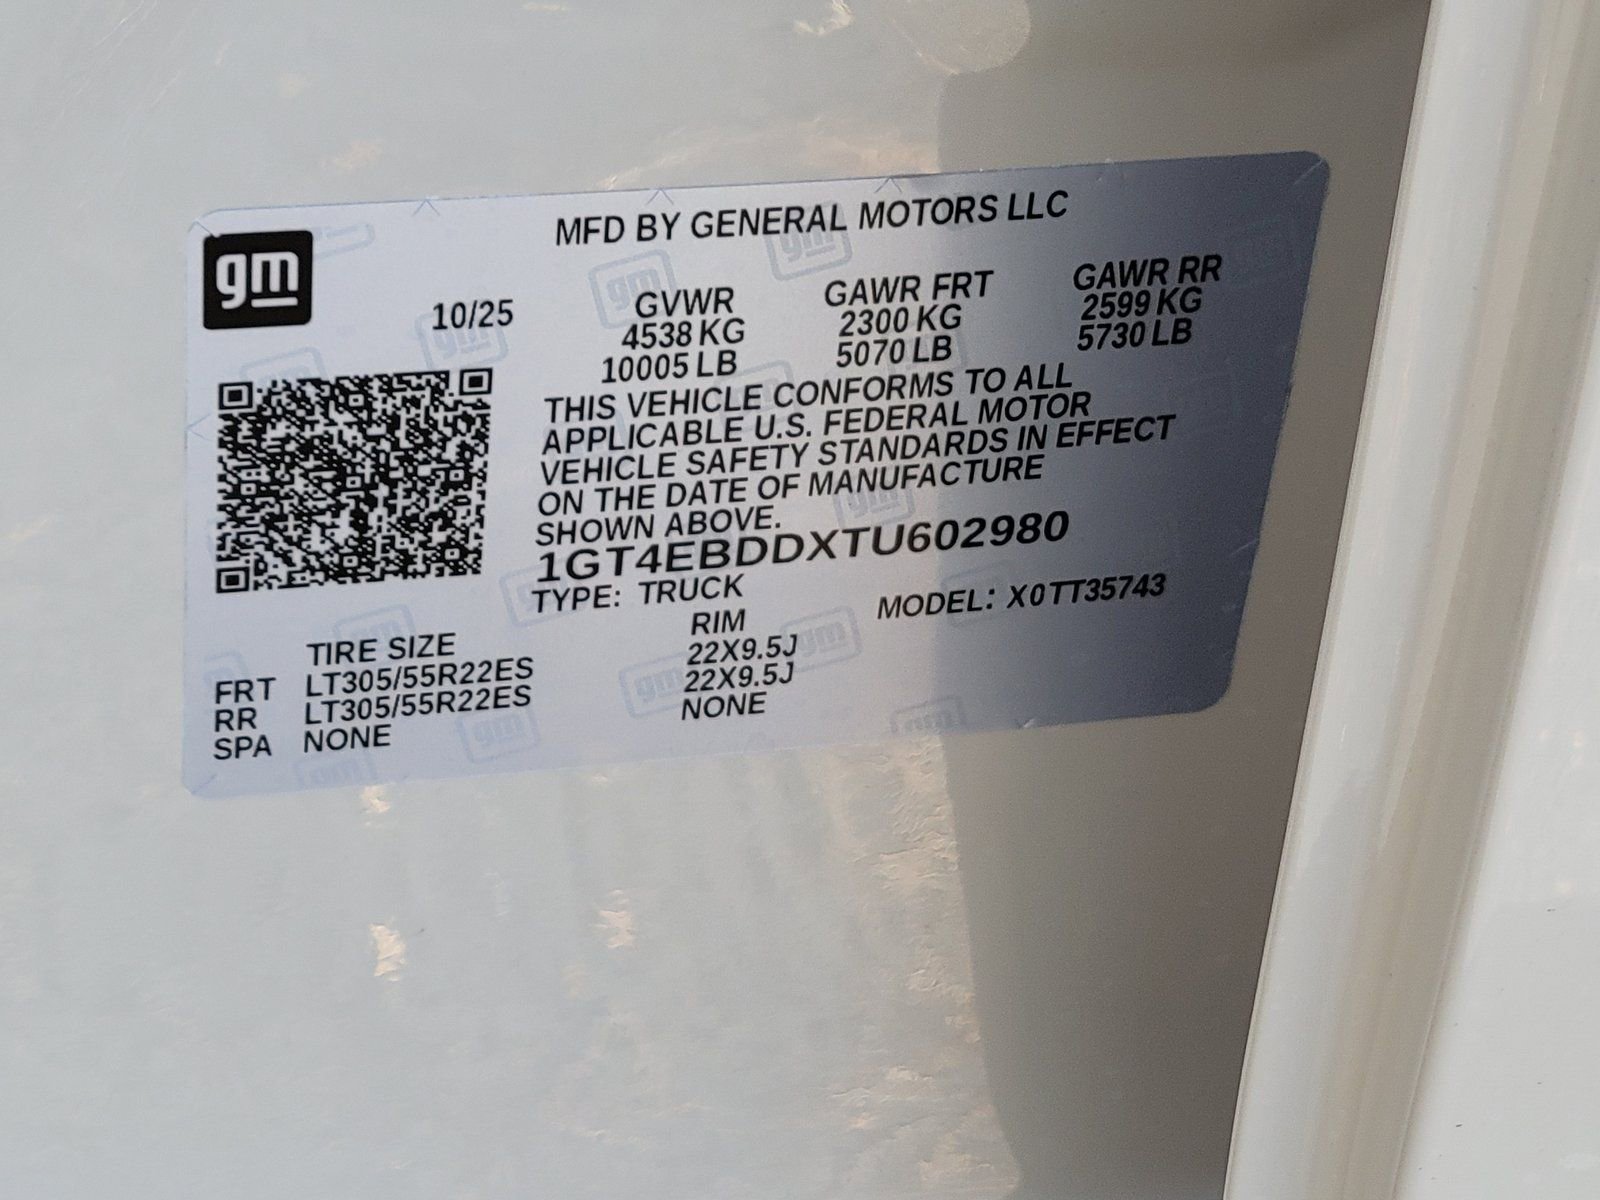 gm
MFD BY GENERAL MOTORS LLC
10/25 GVWR GAWR FRT GAWR RR
4538 KG 2300 KG 2599 KG
10005 LB 5070 LB 5730 LB
THIS VEHICLE CONFORMS TO ALL
APPLICABLE U.S. FEDERAL MOTOR
VEHICLE SAFETY STANDARDS IN EFFECT
ON THE DATE OF MANUFACTURE
SHOWN ABOVE.
1GT4EBDDXTU602980
TYPE: TRUCK MODEL: X0TT35743
TIRE SIZE RIM
FRT LT305/55R22ES 22X9.5J
RR LT305/55R22ES 22X9.5J
SPA NONE NONE